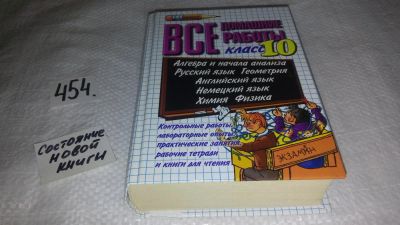 454.
Состояние
новой
книги
ВСЕ ДОМАШНИЕ
РАБОТЫ
класс 10
Алгебра и начала анализа
Русский язык Геометрия
Английский язык
Немецкий язык
Химия Физика
Контрольные работы,
лабораторные опыты,
практические занятия,
рабочие тетради
и книги для чтения
ЭКЗАМЕН